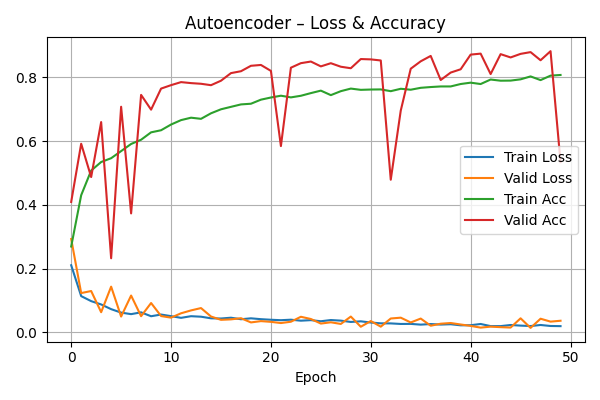 Autoencoder – Loss & Accuracy
0.8
0.6
0.4
0.2
0.0
Train Loss
Valid Loss
Train Acc
Valid Acc
0 10 20 30 40 50
Epoch